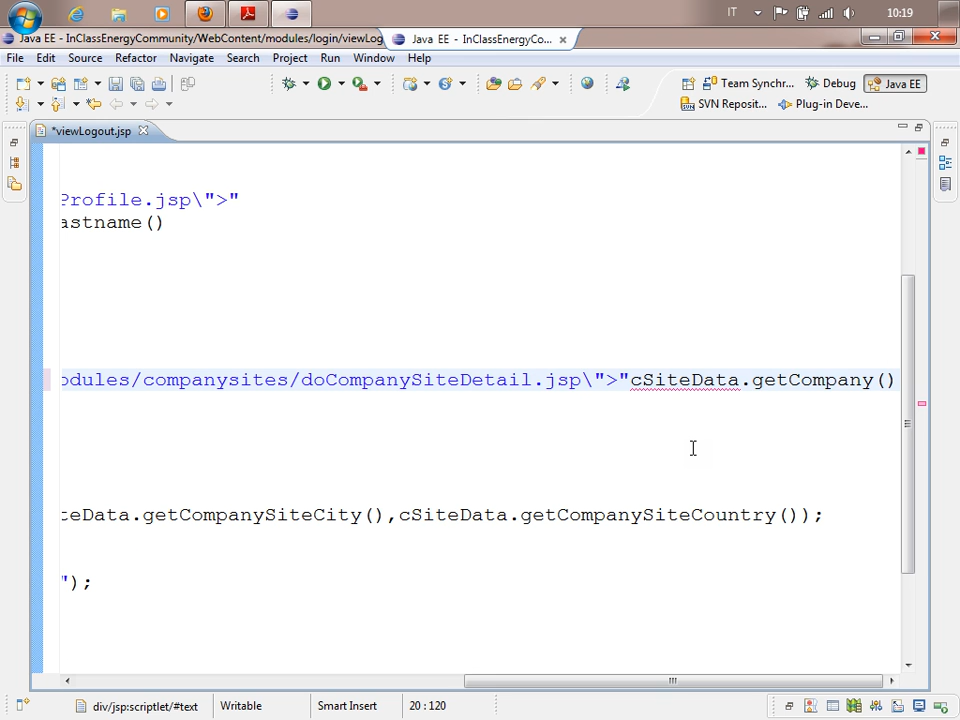 IT
10:19
Java EE - InClassEnergyCommunity/WebContent/modules/login/viewLog
Java EE - InClassEnergyCo...
File Edit Source Refactor Navigate Search Project Run Window Help
Team Synchr...
Debug
Java EE
SVN Reposit...
Plug-in Deve...
*viewLogout.jsp
Profile.jsp\">"
astname()
odules/companysites/doCompanySiteDetail.jsp\">"cSiteData.getCompany()
teData.getCompanySiteCity(),cSiteData.getCompanySiteCountry());
");
div/jsp:scriptlet/#text
Writable
Smart Insert
20 : 120